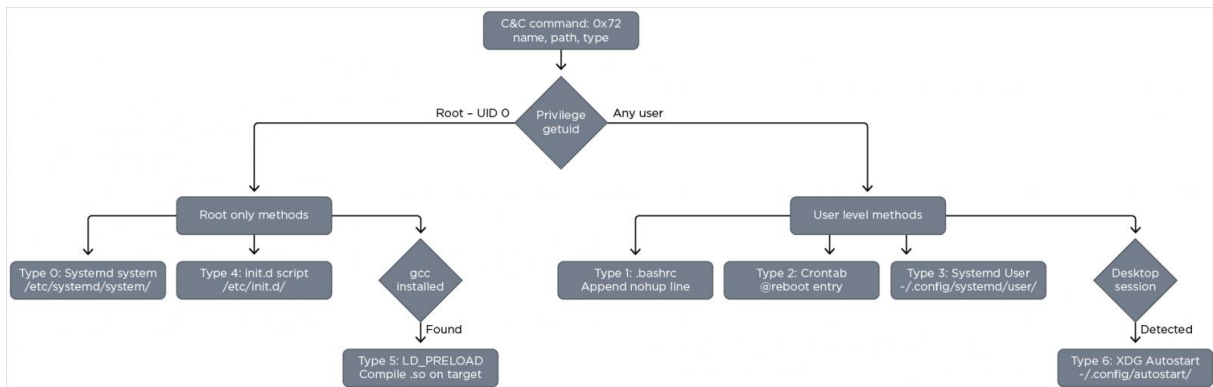 C&C command: 0x72
name, path, type
Root – UID 0
Privilege
getuid
Any user
Root only methods
User level methods
Type 0: Systemd system
/etc/systemd/system/
Type 4: init.d script
/etc/init.d/
gcc
installed
Type 1: .bashrc
Append nohup line
Type 2: Crontab
@reboot entry
Type 3: Systemd User
~/.config/systemd/user/
Desktop
session
Found
Detected
Type 5: LD_PRELOAD
Compile .so on target
Type 6: XDG Autostart
~/.config/autostart/